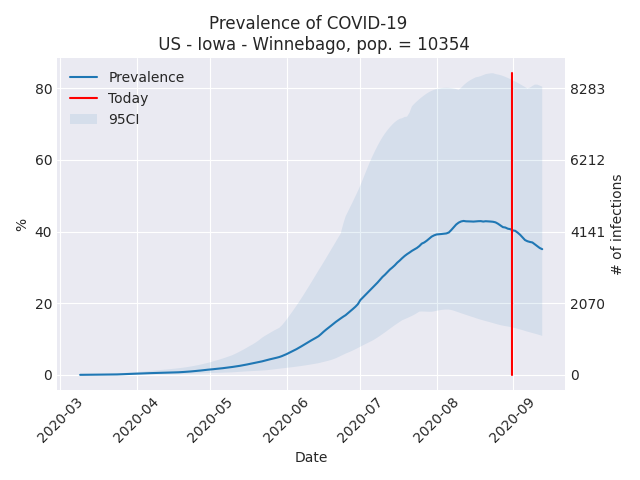 Prevalence of COVID-19
US - Iowa - Winnebago, pop. = 10354
Prevalence
Today
95CI
80
60
40
20
0
%
8283
6212
4141
2070
0
# of infections
2020-03
2020-04
2020-05
2020-06
2020-07
2020-08
2020-09
Date